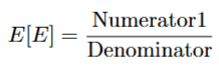 E[E] = Numerator1 / Denominator